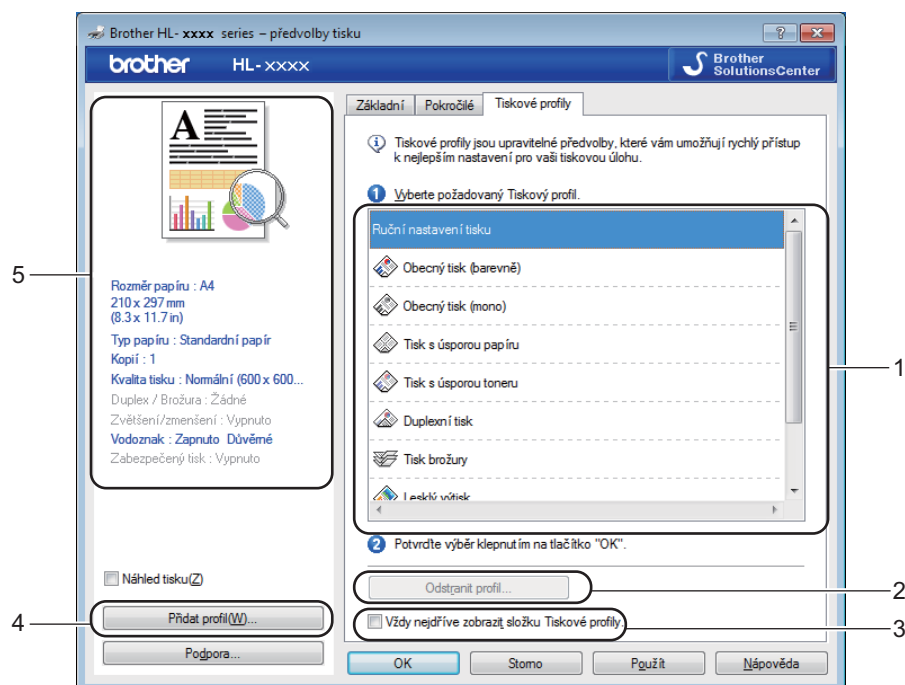 Brother HL- xxxx series – předvolby tisku
brother HL-xxxx
Brother SolutionsCenter
A
Rozměr papíru : A4
210 x 297 mm
(8.3 x 11.7 in)
Typ papíru : Standardní papír
Kopií : 1
Kvalita tisku : Normální (600 x 600...
Duplex / Brožura : Žádné
Zvětšení/zmenšení : Vypnuto
Vodoznak : Zapnuto Důvěrné
Zabezpečený tisk : Vypnuto
Náhled tisku(Z)
Přidat profil(W)...
Podpora...
Základní Pokročilé Tiskové profily
Tiskové profily jsou upravitelné předvolby, které vám umožňují rychlý přístup
k nejlepším nastavení pro vaši tiskovou úlohu.
1 Vyberte požadovaný Tiskový profil.
Ruční nastavení tisku
Obecný tisk (barevně)
Obecný tisk (mono)
Tisk s úsporou papíru
Tisk s úsporou toneru
Duplexní tisk
Tisk brožury
Lesklý výtisk
2 Potvrďte výběr klepnutím na tlačítko "OK".
Odstranit profil...
Vždy nejdříve zobrazit složku Tiskové profily.
OK Storno Použít Nápověda
1
2
3
4
5